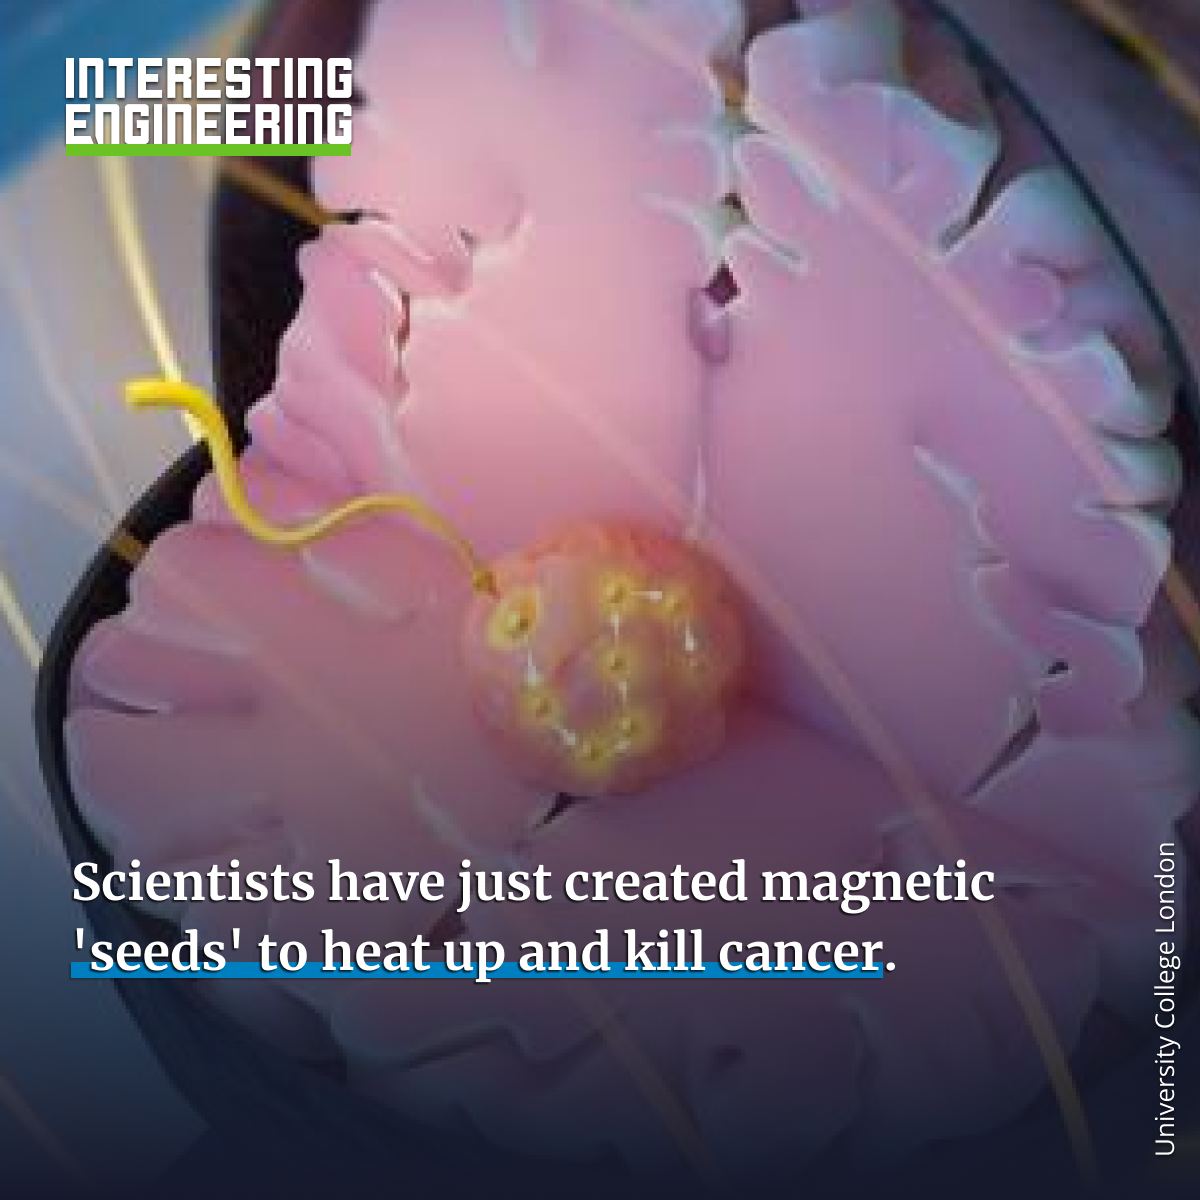 INTERESTING
ENGINEERING
Scientists have just created magnetic
'seeds' to heat up and kill cancer.
University College London